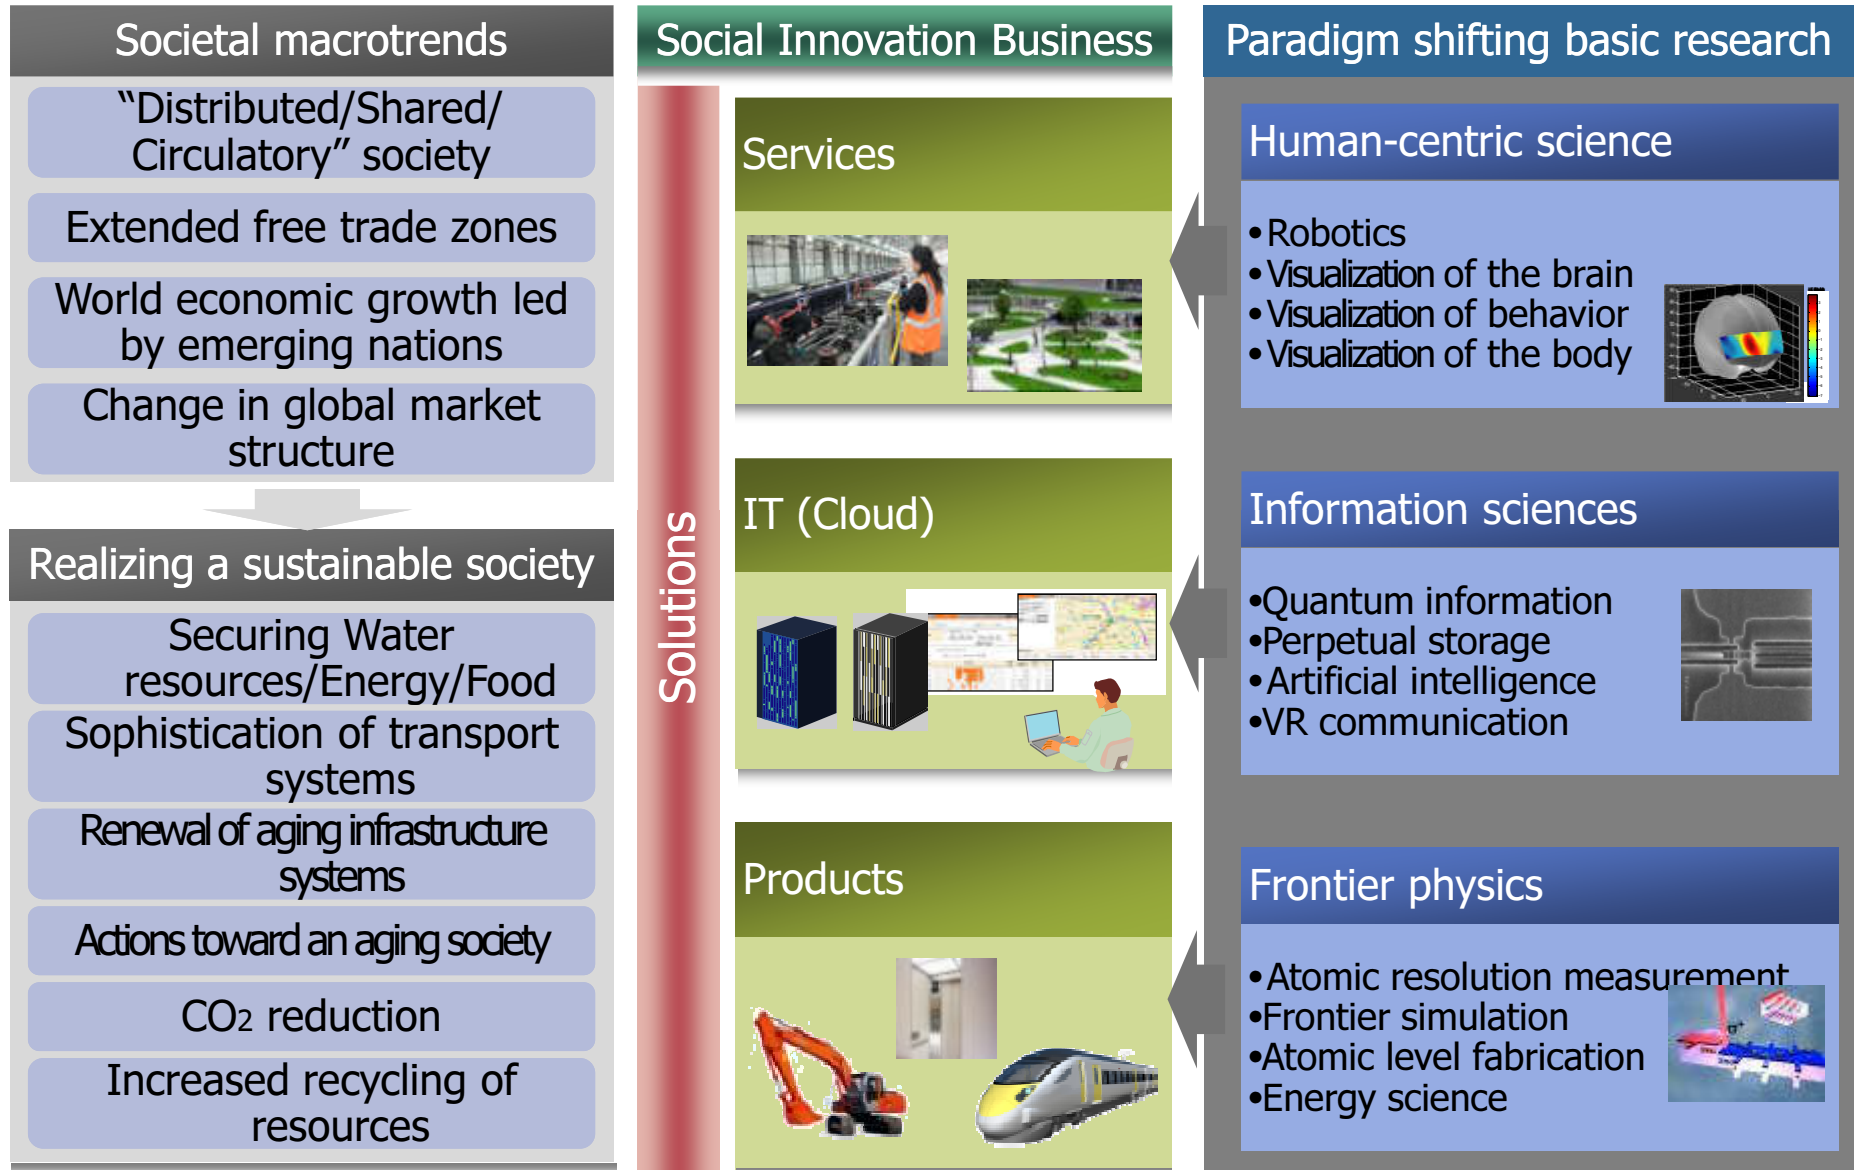 Societal macrotrends
“Distributed/Shared/
Circulatory” society
Extended free trade zones
World economic growth led
by emerging nations
Change in global market
structure
Realizing a sustainable society
Securing Water
resources/Energy/Food
Sophistication of transport
systems
Renewal of aging infrastructure
systems
Actions toward an aging society
CO2 reduction
Increased recycling of
resources
Social Innovation Business
Solutions
Services
IT (Cloud)
Products
Paradigm shifting basic research
Human-centric science
•Robotics
•Visualization of the brain
•Visualization of behavior
•Visualization of the body
Information sciences
•Quantum information
•Perpetual storage
•Artificial intelligence
•VR communication
Frontier physics
•Atomic resolution measurement
•Frontier simulation
•Atomic level fabrication
•Energy science